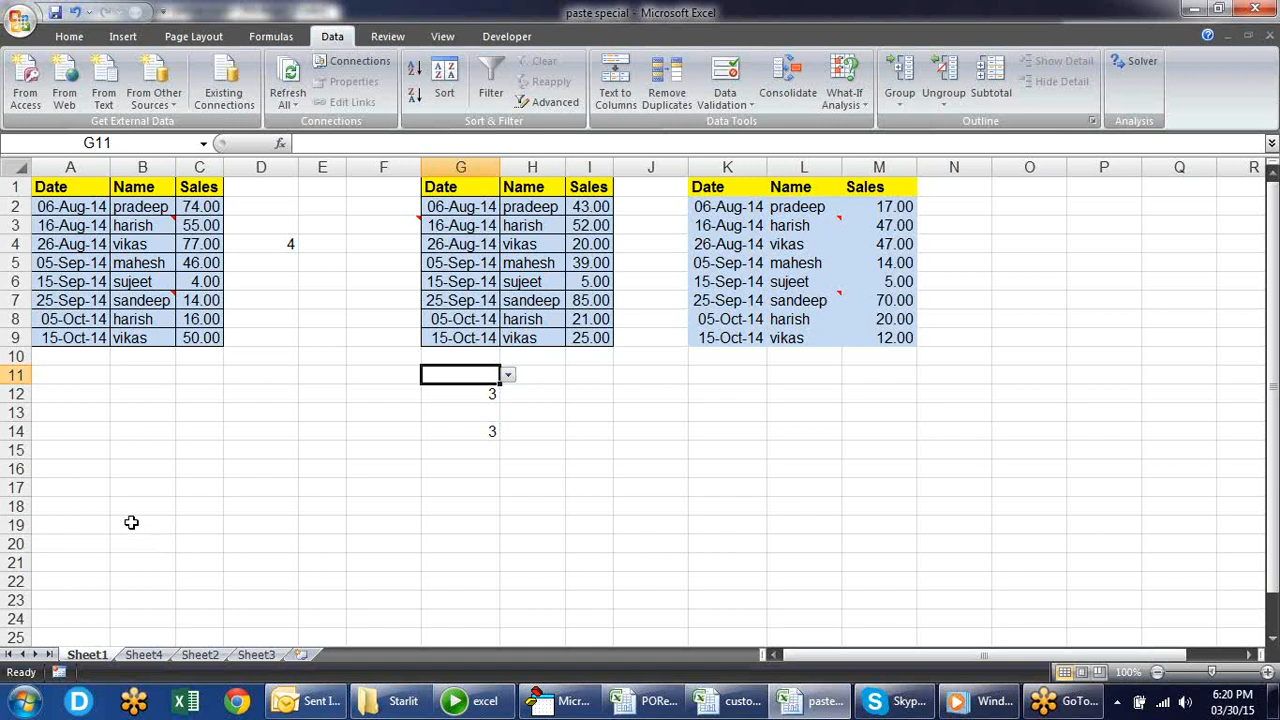 paste special - Microsoft Excel
Home Insert Page Layout Formulas Data Review View Developer
From Access
From Web
From Text
From Other Sources
Existing Connections
Get External Data
Refresh All
Connections
Properties
Edit Links
Connections
Sort
Filter
Clear
Reapply
Advanced
Sort & Filter
Text to Columns
Remove Duplicates
Data Validation
Consolidate
What-If Analysis
Data Tools
Group
Ungroup
Subtotal
Show Detail
Hide Detail
Outline
Solver
Analysis
G11 fx
A B C D E F G H I J K L M N O P Q R
1 Date Name Sales Date Name Sales Date Name Sales
2 06-Aug-14 pradeep 74.00 06-Aug-14 pradeep 43.00 06-Aug-14 pradeep 17.00
3 16-Aug-14 harish 55.00 16-Aug-14 harish 52.00 16-Aug-14 harish 47.00
4 26-Aug-14 vikas 77.00 4 26-Aug-14 vikas 20.00 26-Aug-14 vikas 47.00
5 05-Sep-14 mahesh 46.00 05-Sep-14 mahesh 39.00 05-Sep-14 mahesh 14.00
6 15-Sep-14 sujeet 4.00 15-Sep-14 sujeet 5.00 15-Sep-14 sujeet 5.00
7 25-Sep-14 sandeep 14.00 25-Sep-14 sandeep 85.00 25-Sep-14 sandeep 70.00
8 05-Oct-14 harish 16.00 05-Oct-14 harish 21.00 05-Oct-14 harish 20.00
9 15-Oct-14 vikas 50.00 15-Oct-14 vikas 25.00 15-Oct-14 vikas 12.00
10
11
12 3
13
14 3
15
16
17
18
19
20
21
22
23
24
25
Sheet1 Sheet4 Sheet2 Sheet3
Ready 100%
Sent I... Starlit excel Micr... PORe... custo... paste... Skyp... Wind... GoTo...
6:20 PM
03/30/15